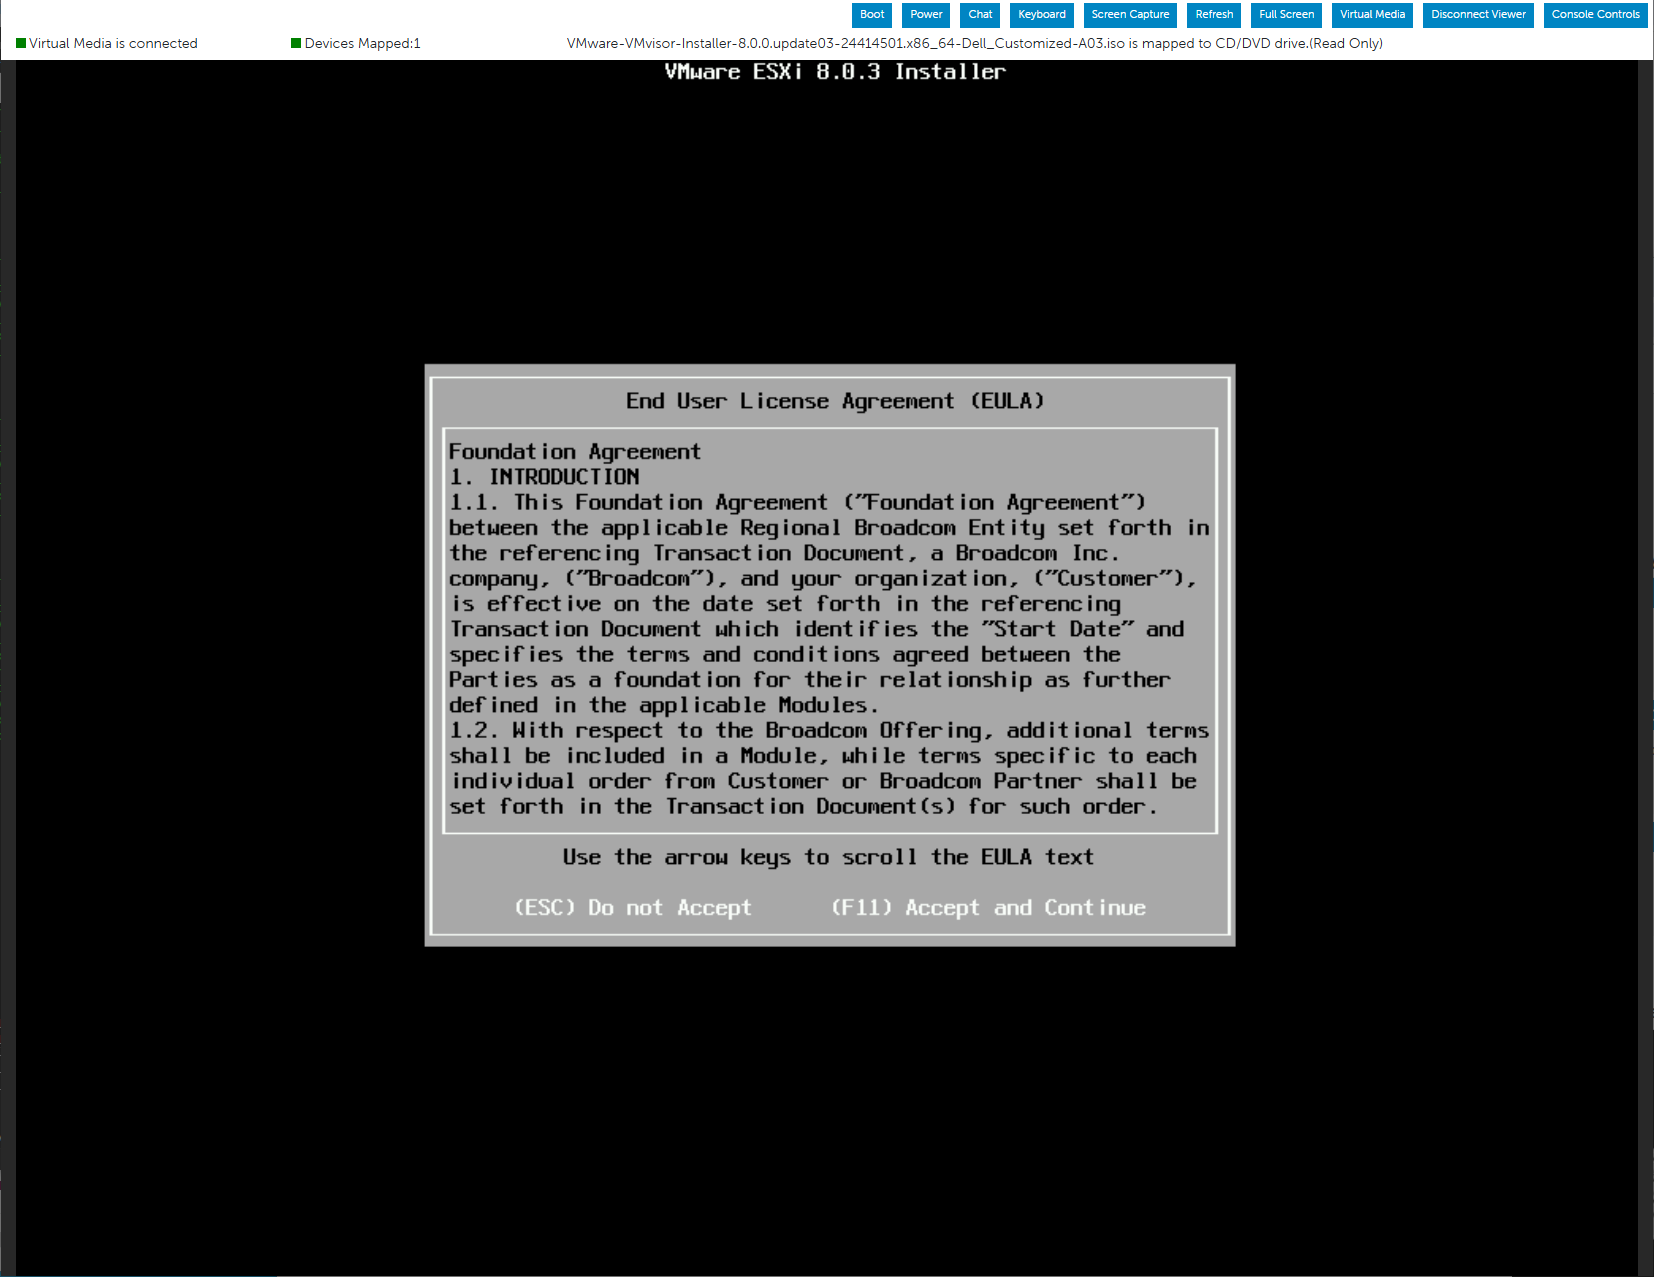 Boot Power Chat Keyboard Screen Capture Refresh Full Screen Virtual Media Disconnect Viewer Console Controls
Virtual Media is connected Devices Mapped:1 VMware-VMvisor-Installer-8.0.0.update03-24414501.x86_64-Dell_Customized-A03.iso is mapped to CD/DVD drive.(Read Only)
VMware ESXi 8.0.3 Installer
End User License Agreement (EULA)
Foundation Agreement
1. INTRODUCTION
1.1. This Foundation Agreement ("Foundation Agreement")
between the applicable Regional Broadcom Entity set forth in
the referencing Transaction Document, a Broadcom Inc.
company, ("Broadcom"), and your organization, ("Customer"),
is effective on the date set forth in the referencing
Transaction Document which identifies the "Start Date" and
specifies the terms and conditions agreed between the
Parties as a foundation for their relationship as further
defined in the applicable Modules.
1.2. With respect to the Broadcom Offering, additional terms
shall be included in a Module, while terms specific to each
individual order from Customer or Broadcom Partner shall be
set forth in the Transaction Document(s) for such order.
Use the arrow keys to scroll the EULA text
(ESC) Do not Accept (F11) Accept and Continue